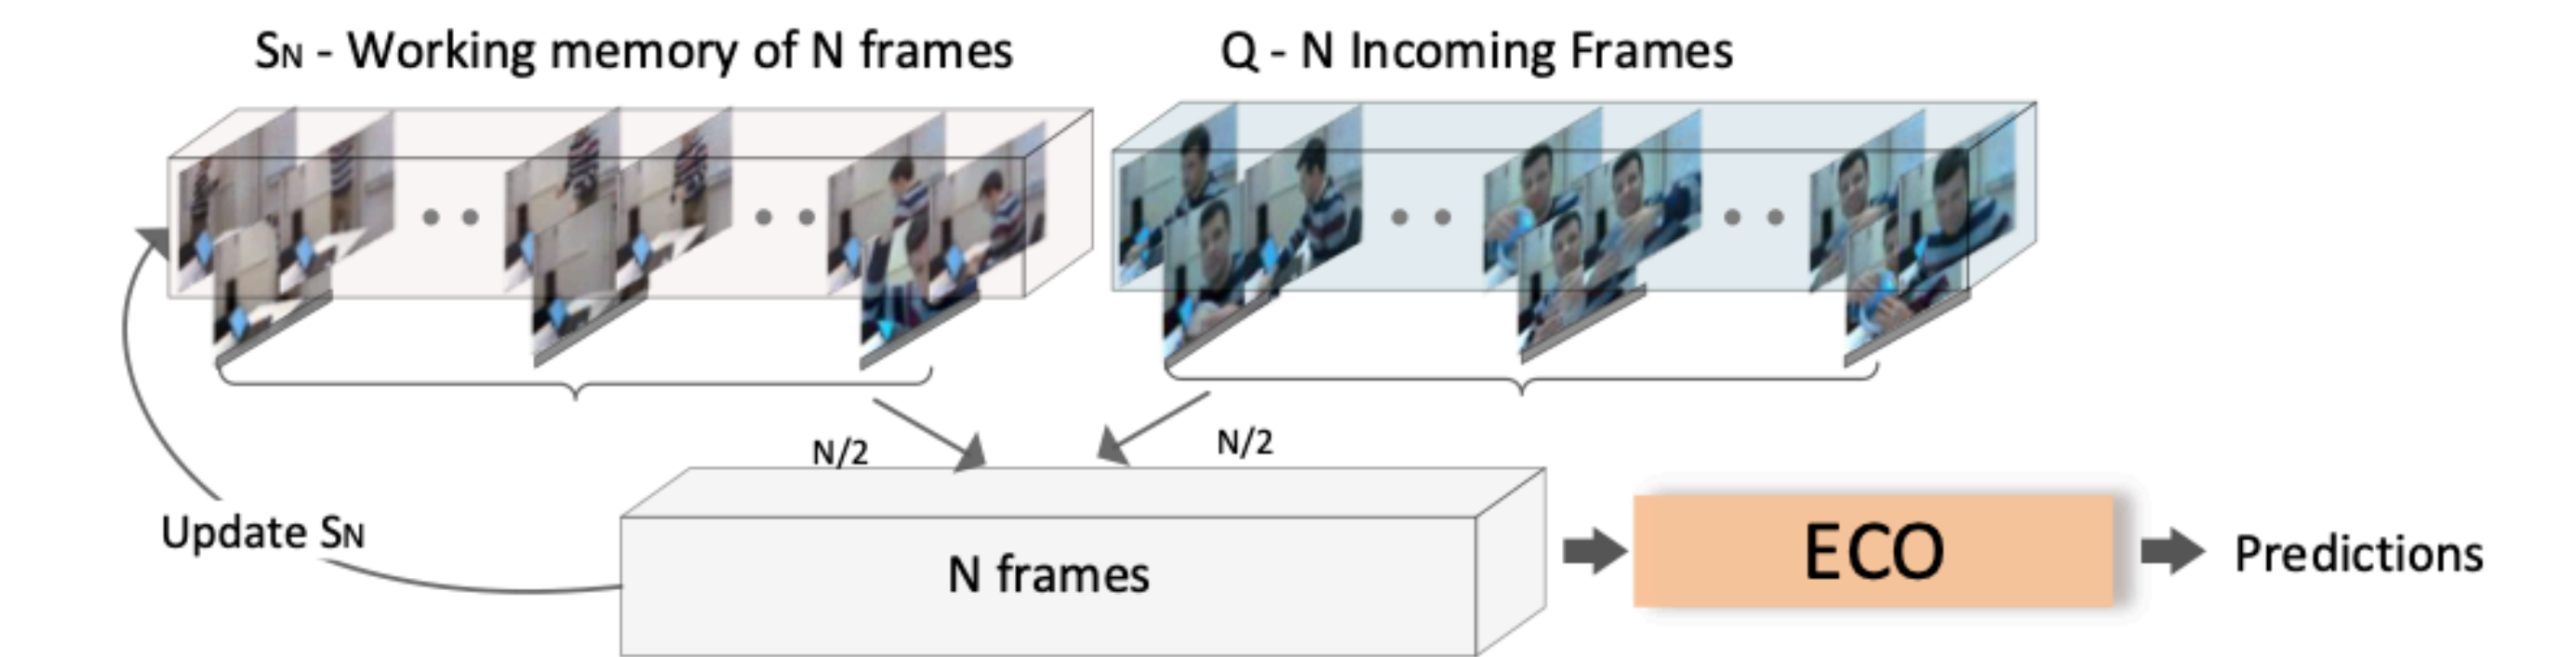 SN - Working memory of N frames
Q - N Incoming Frames
N/2
N/2
Update SN
N frames
ECO
Predictions